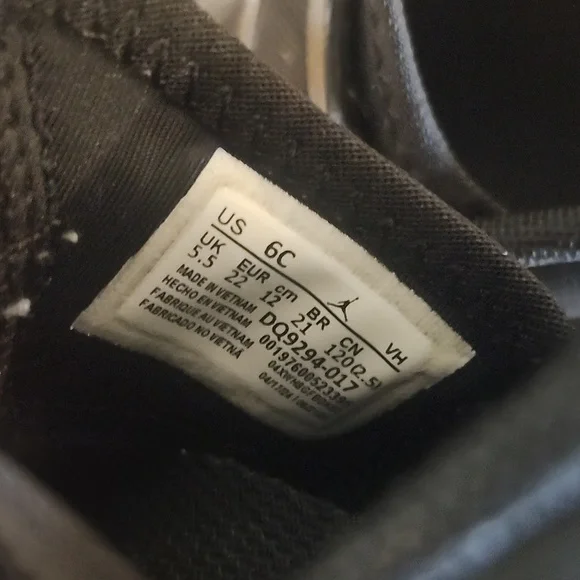 US 6C VH
UK EUR cm BR CN
5.5 22 12 21 120(2.5)
MADE IN VIETNAM DQ9294-017
HECHO EN VIETNAM
FABRIQUE AU VIETNAM
FABRICADO NO VIETNÃ